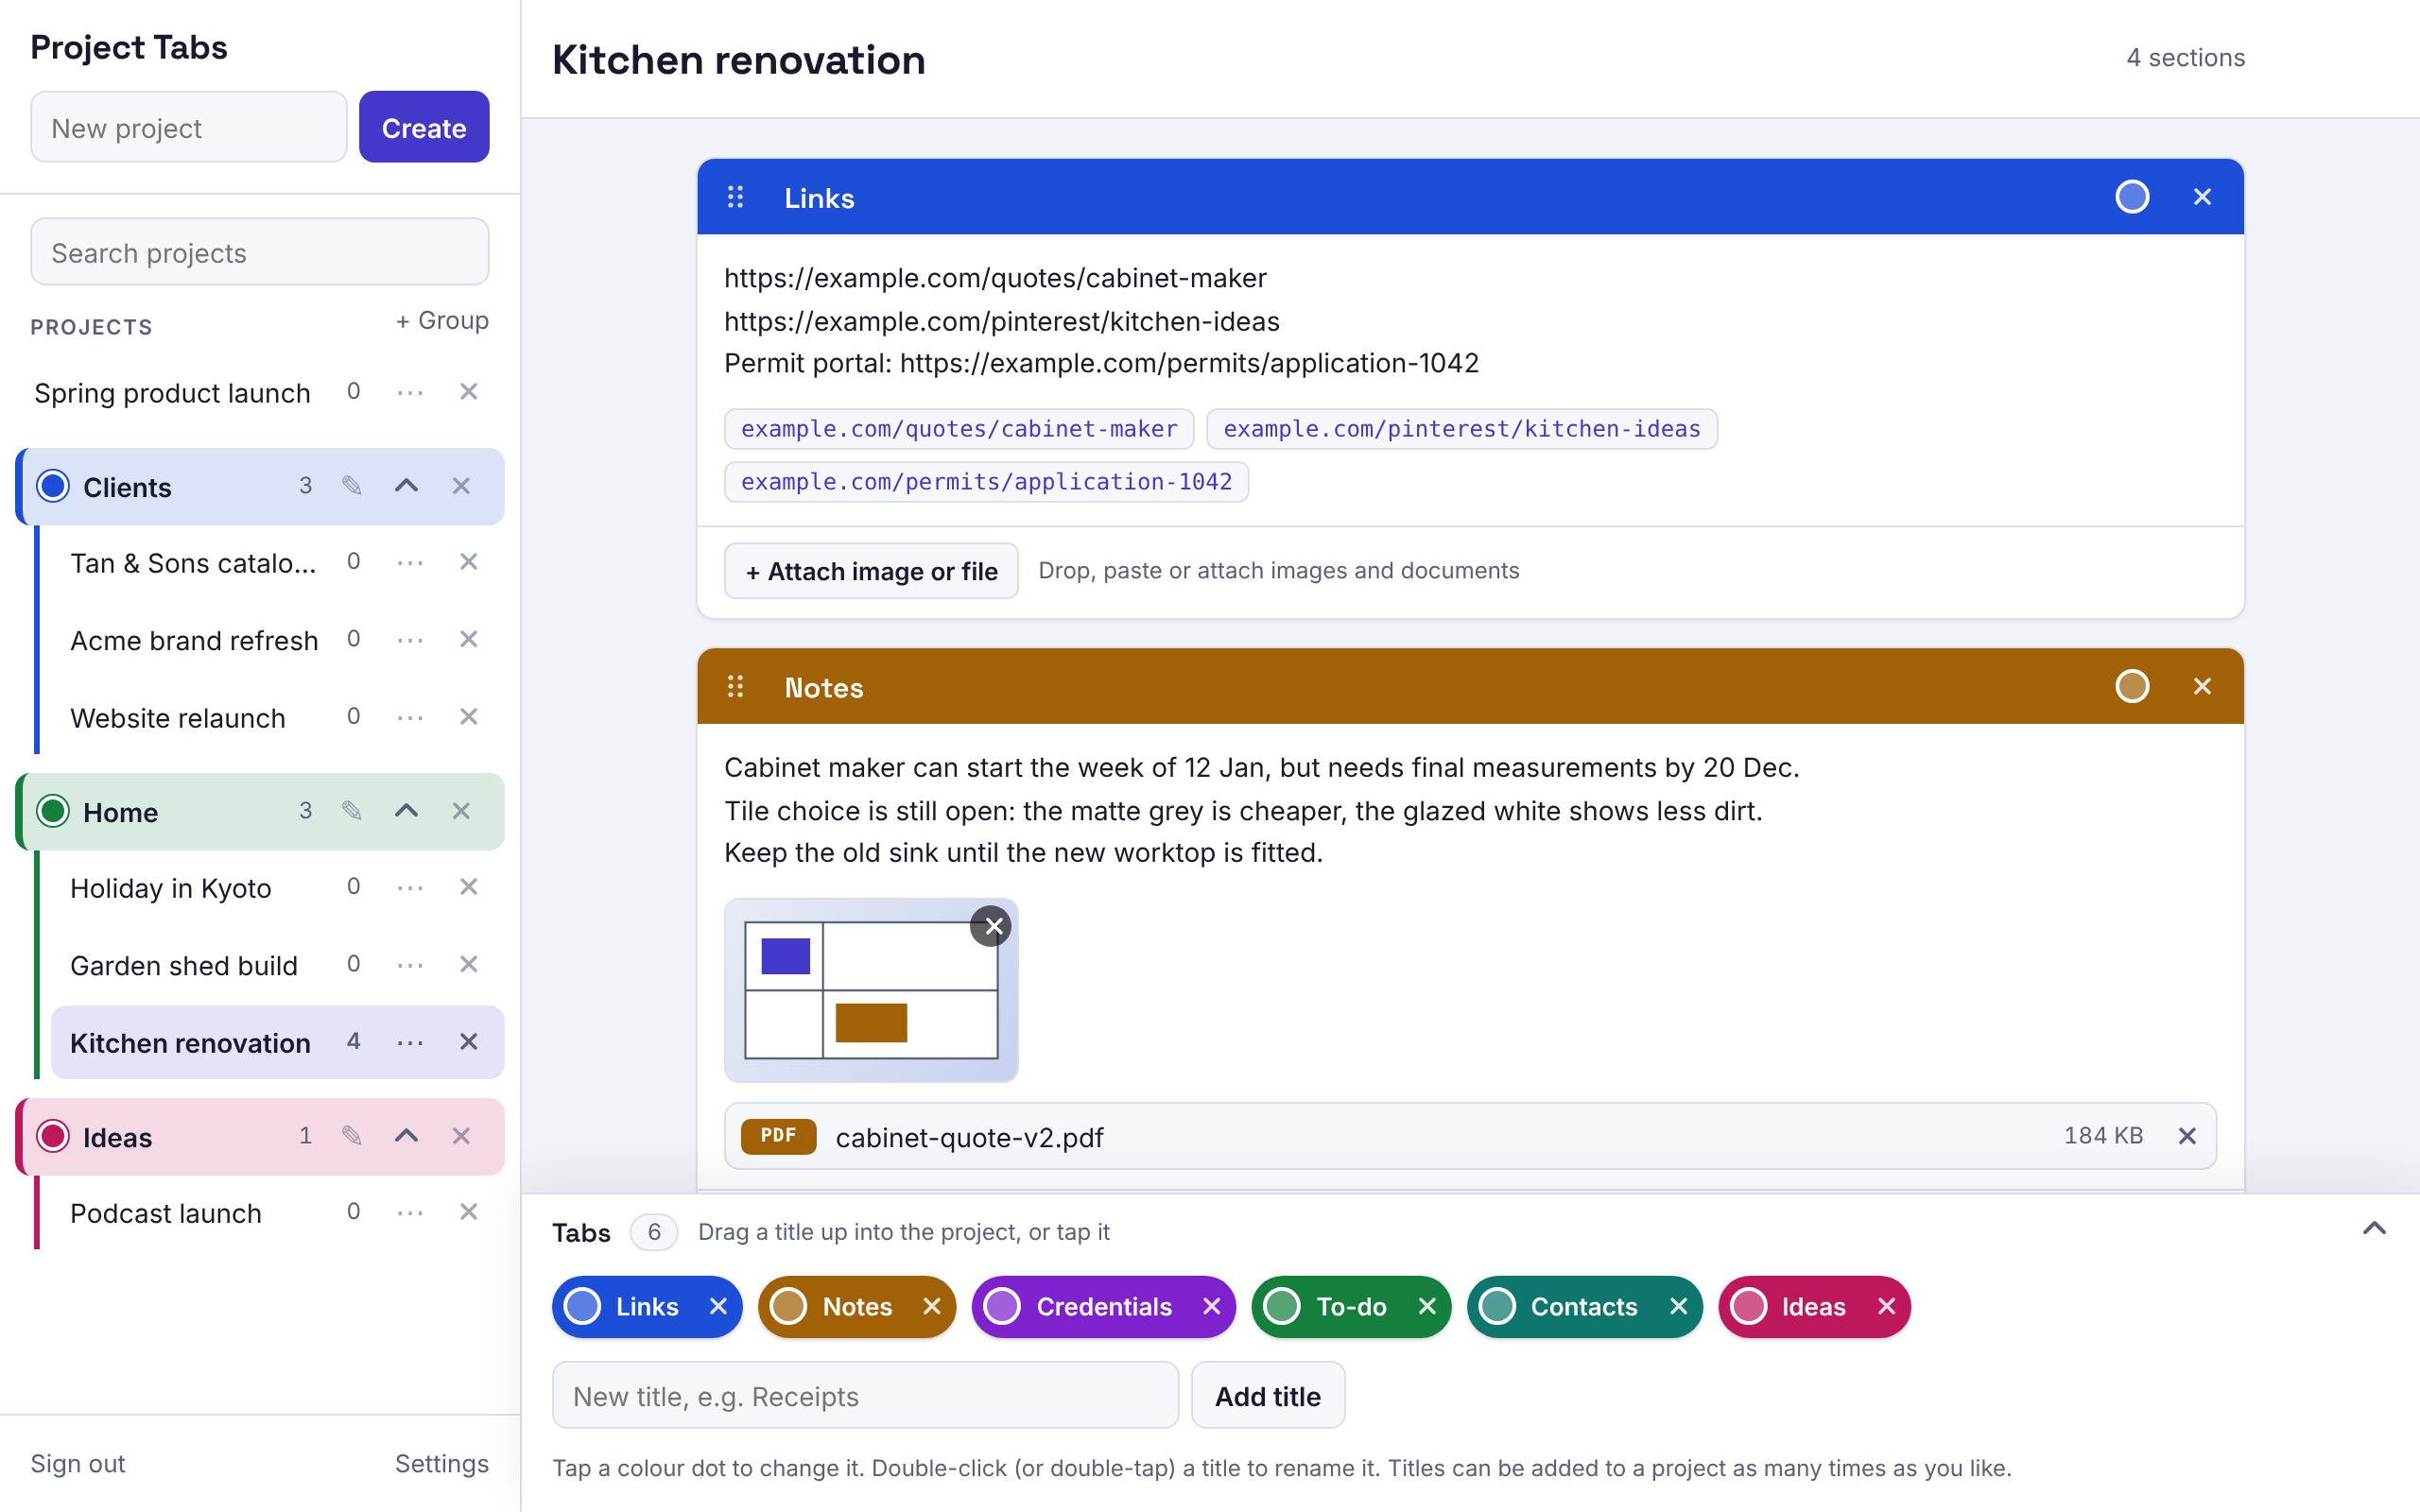 Project Tabs
New project
Create
Search projects
PROJECTS
+ Group
Spring product launch 0
Clients 3
Tan & Sons catalo... 0
Acme brand refresh 0
Website relaunch 0
Home 3
Holiday in Kyoto 0
Garden shed build 0
Kitchen renovation 4
Ideas 1
Podcast launch 0
Sign out
Settings
Kitchen renovation
4 sections
Links
https://example.com/quotes/cabinet-maker
https://example.com/pinterest/kitchen-ideas
Permit portal: https://example.com/permits/application-1042
example.com/quotes/cabinet-maker
example.com/pinterest/kitchen-ideas
example.com/permits/application-1042
+ Attach image or file
Drop, paste or attach images and documents
Notes
Cabinet maker can start the week of 12 Jan, but needs final measurements by 20 Dec.
Tile choice is still open: the matte grey is cheaper, the glazed white shows less dirt.
Keep the old sink until the new worktop is fitted.
PDF
cabinet-quote-v2.pdf
184 KB
Tabs 6
Drag a title up into the project, or tap it
Links
Notes
Credentials
To-do
Contacts
Ideas
New title, e.g. Receipts
Add title
Tap a colour dot to change it. Double-click (or double-tap) a title to rename it. Titles can be added to a project as many times as you like.